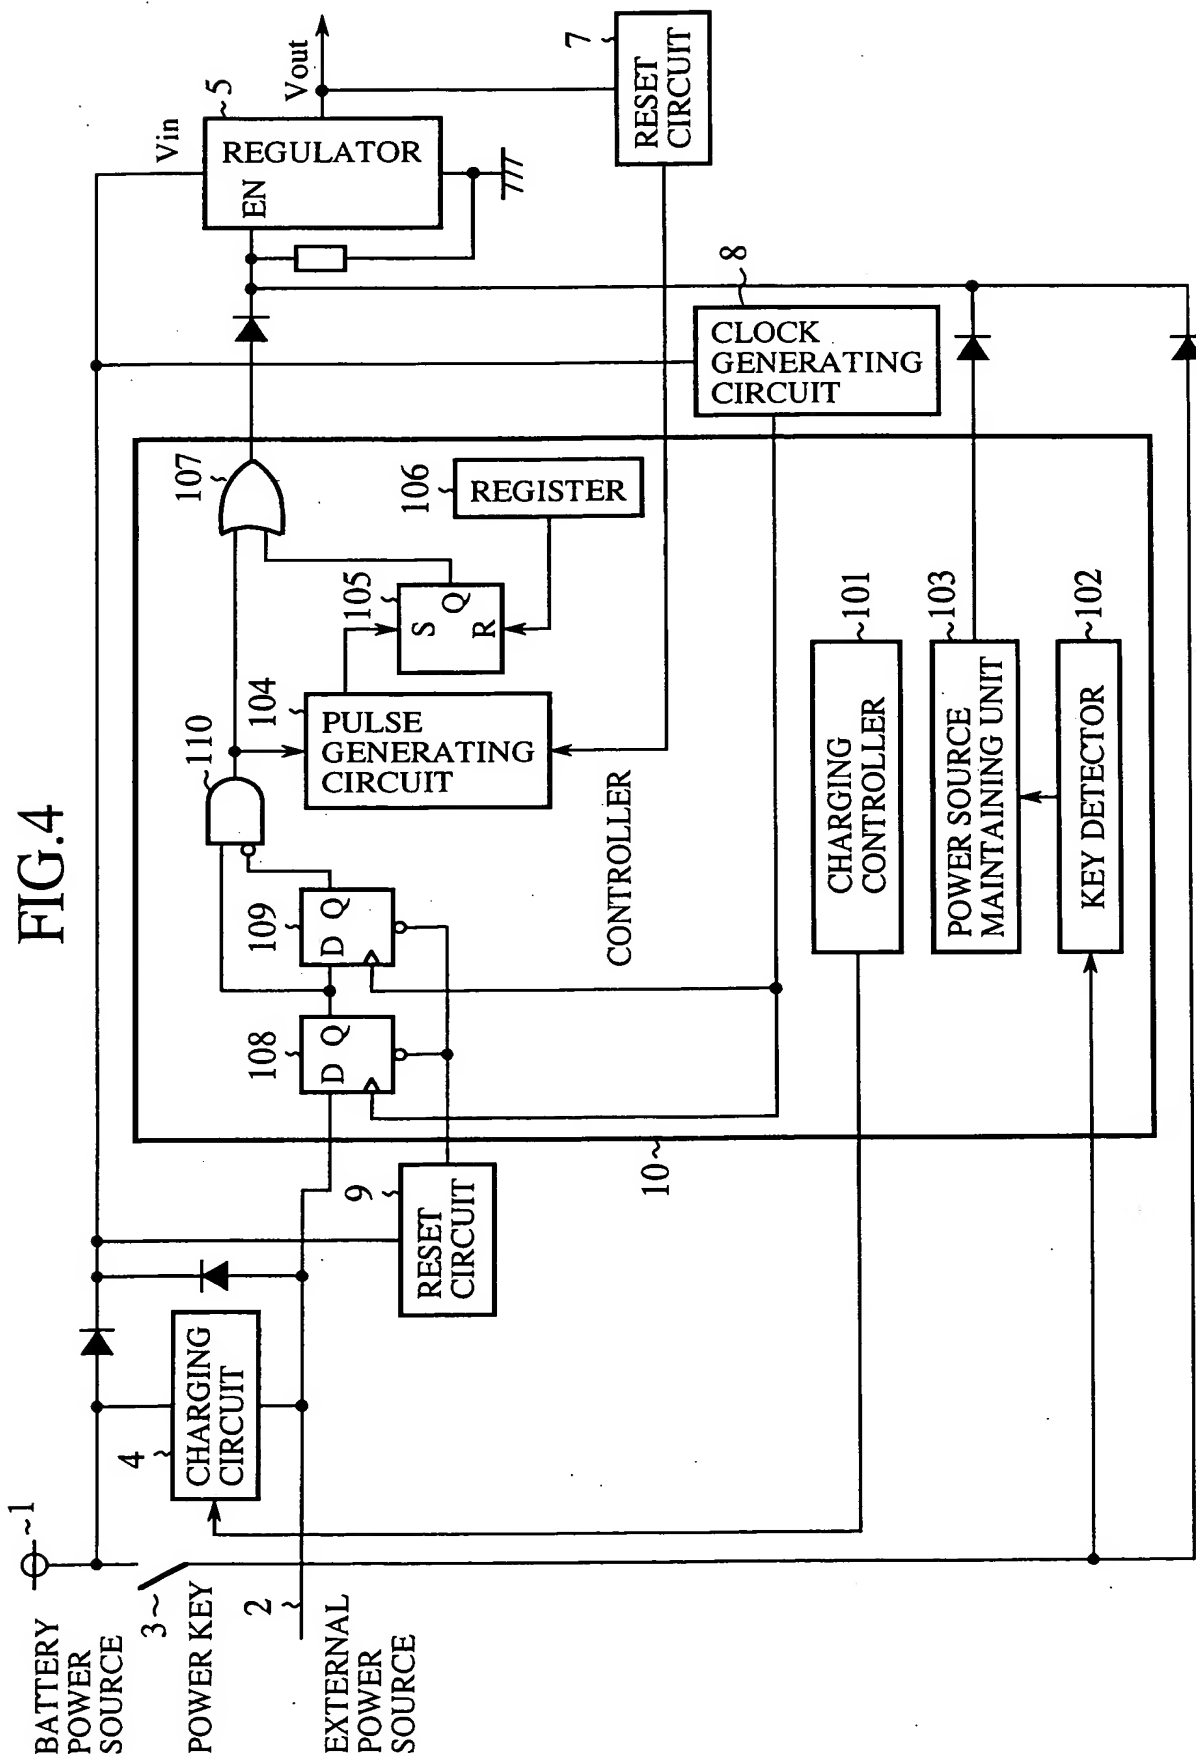 FIG.4
BATTERY
POWER
SOURCE
1
3
POWER KEY
2
EXTERNAL
POWER
SOURCE
4
CHARGING
CIRCUIT
9
RESET
CIRCUIT
10
CONTROLLER
108
D Q
109
D Q
110
104
PULSE
GENERATING
CIRCUIT
105
S
Q
R
106
REGISTER
107
101
CHARGING
CONTROLLER
103
POWER SOURCE
MAINTAINING UNIT
102
KEY DETECTOR
8
CLOCK
GENERATING
CIRCUIT
Vin
5
REGULATOR
EN
Vout
7
RESET
CIRCUIT